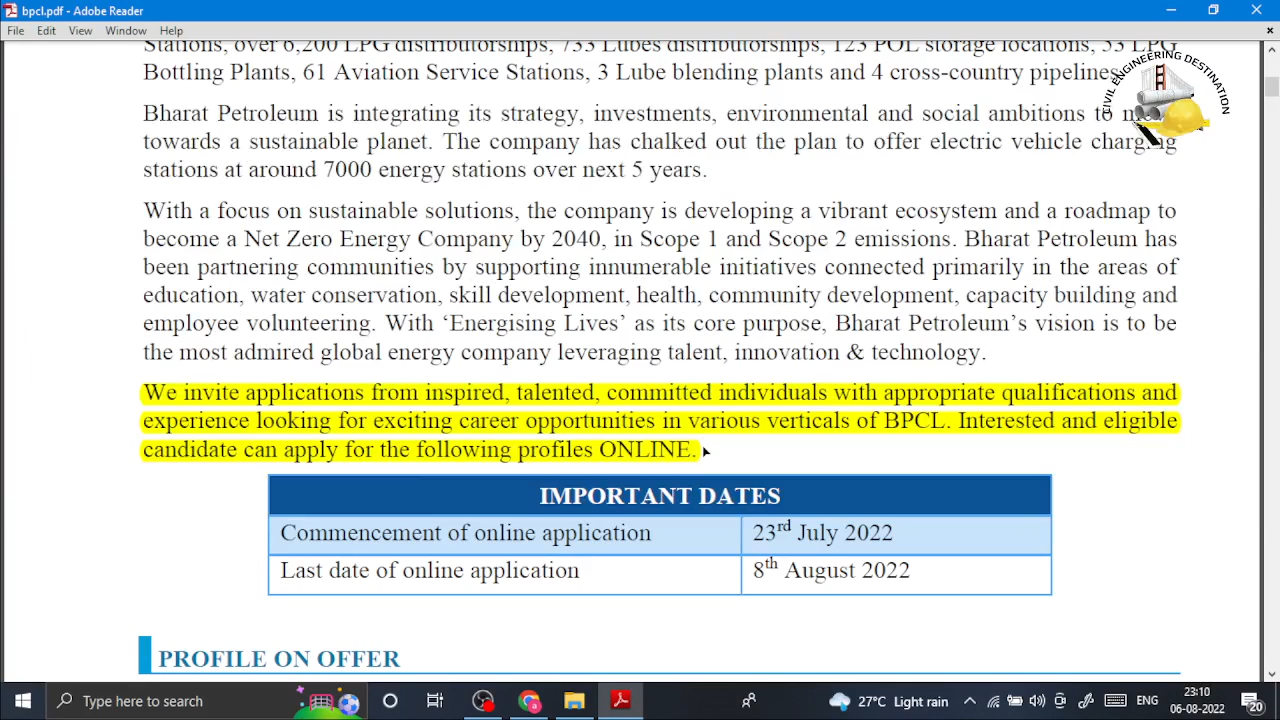 bpcl.pdf - Adobe Reader
File Edit View Window Help
Stations, over 6,200 LPG distributorships, 733 Lubes distributorships, 123 POL storage locations, 53 LPG
Bottling Plants, 61 Aviation Service Stations, 3 Lube blending plants and 4 cross-country pipelines
CIVIL ENGINEERING DESTINATION
Bharat Petroleum is integrating its strategy, investments, environmental and social ambitions to
towards a sustainable planet. The company has chalked out the plan to offer electric vehicle charging
stations at around 7000 energy stations over next 5 years.
With a focus on sustainable solutions, the company is developing a vibrant ecosystem and a roadmap to
become a Net Zero Energy Company by 2040, in Scope 1 and Scope 2 emissions. Bharat Petroleum has
been partnering communities by supporting innumerable initiatives connected primarily in the areas of
education, water conservation, skill development, health, community development, capacity building and
employee volunteering. With ‘Energising Lives’ as its core purpose, Bharat Petroleum’s vision is to be
the most admired global energy company leveraging talent, innovation & technology.
We invite applications from inspired, talented, committed individuals with appropriate qualifications and
experience looking for exciting career opportunities in various verticals of BPCL. Interested and eligible
candidate can apply for the following profiles ONLINE.
IMPORTANT DATES
Commencement of online application 23rd July 2022
Last date of online application 8th August 2022
PROFILE ON OFFER
Type here to search
27°C Light rain
ENG
23:10
06-08-2022
20